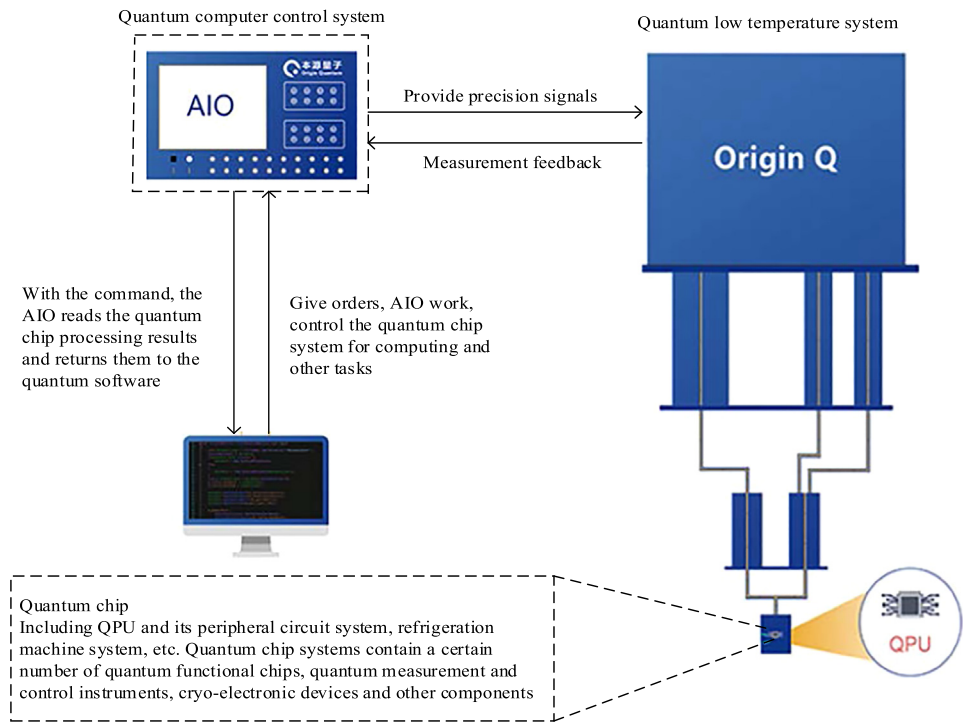 Quantum computer control system
Quantum low temperature system
本源量子
Origin Quantum
AIO
Provide precision signals
Measurement feedback
Origin Q
With the command, the
AIO reads the quantum
chip processing results
and returns them to the
quantum software
Give orders, AIO work,
control the quantum chip
system for computing and
other tasks
Quantum chip
Including QPU and its peripheral circuit system, refrigeration
machine system, etc. Quantum chip systems contain a certain
number of quantum functional chips, quantum measurement and
control instruments, cryo-electronic devices and other components
QPU